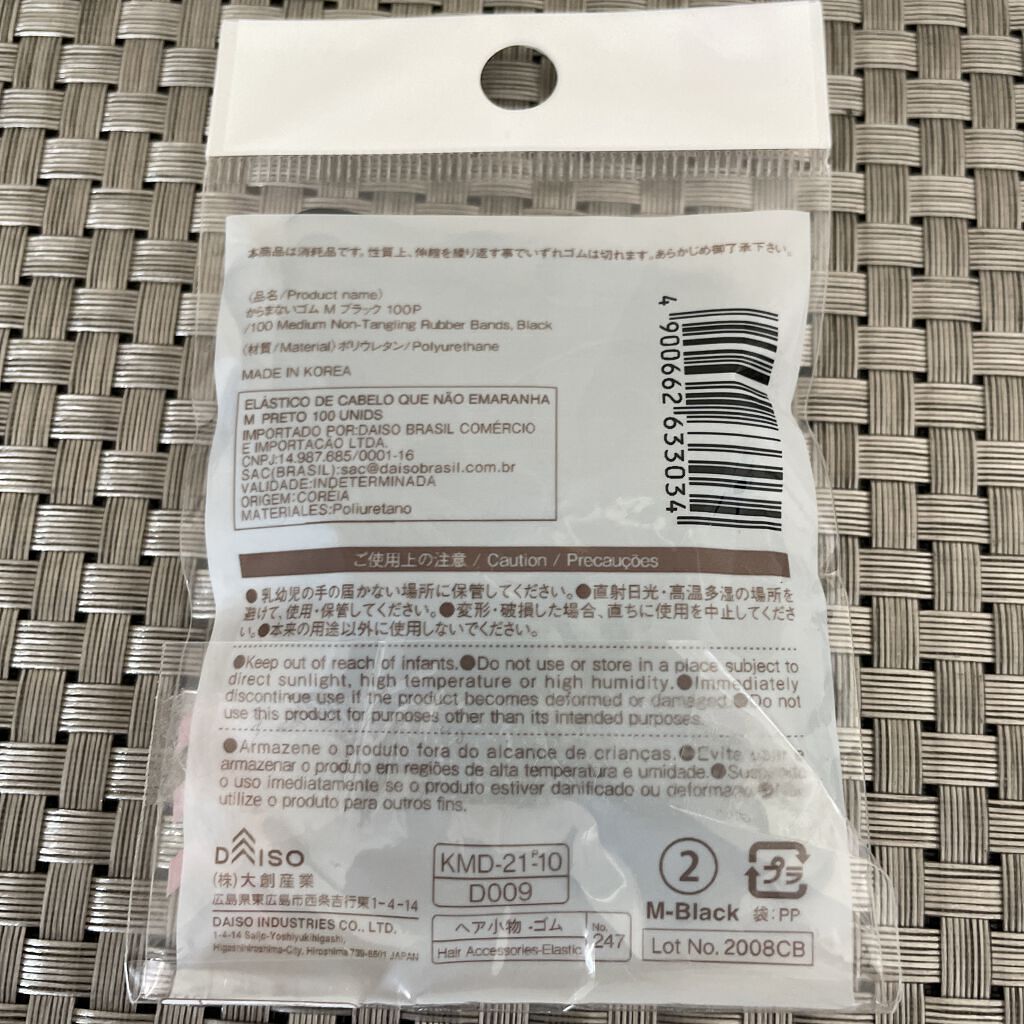 本商品は消耗品です。性質上、伸縮を繰り返す事でいずれゴムは切れます。あらかじめ御了承下さい。
〈品名/Product name〉
からまないゴム M ブラック 100P
/100 Medium Non-Tangling Rubber Bands, Black
〈材質/Material〉ポリウレタン/Polyurethane
MADE IN KOREA
ELÁSTICO DE CABELO QUE NÃO EMARANHA
M PRETO 100 UNIDS
IMPORTADO POR:DAISO BRASIL COMÉRCIO
E IMPORTAÇÃO LTDA.
CNPJ:14.987.685/0001-16
SAC(BRASIL):sac@daisobrasil.com.br
VALIDADE:INDETERMINADA
ORIGEM:CORÉIA
MATERIALES:Poliuretano
4 900662 633034
ご使用上の注意 / Caution / Precauções
●乳幼児の手の届かない場所に保管してください。●直射日光・高温多湿の場所を
避けて、使用・保管してください。●変形・破損した場合、直ちに使用を中止してくださ
い。●本来の用途以外に使用しないでください。
●Keep out of reach of infants.●Do not use or store in a place subject to
direct sunlight, high temperature or high humidity.●Immediately
discontinue use if the product becomes deformed or damaged.●Do not
use this product for purposes other than its intended purposes.
●Armazene o produto fora do alcance de crianças.●Evite usar e
armazenar o produto em regiões de alta temperatura e umidade.●Suspenda
o uso imediatamente se o produto estiver danificado ou deformado.●
utilize o produto para outros fins.
DAISO
(株)大創産業
広島県東広島市西条吉行東1-4-14
DAISO INDUSTRIES CO., LTD.
1-4-14 Saijo-Yoshiyukihigashi,
Higashihiroshima-City, Hiroshima 739-8501 JAPAN
KMD-21-P-10
D009
ヘア小物・ゴム
Hair Accessories-Elastic
No.
247
2
M-Black
プラ
袋:PP
Lot No. 2008CB